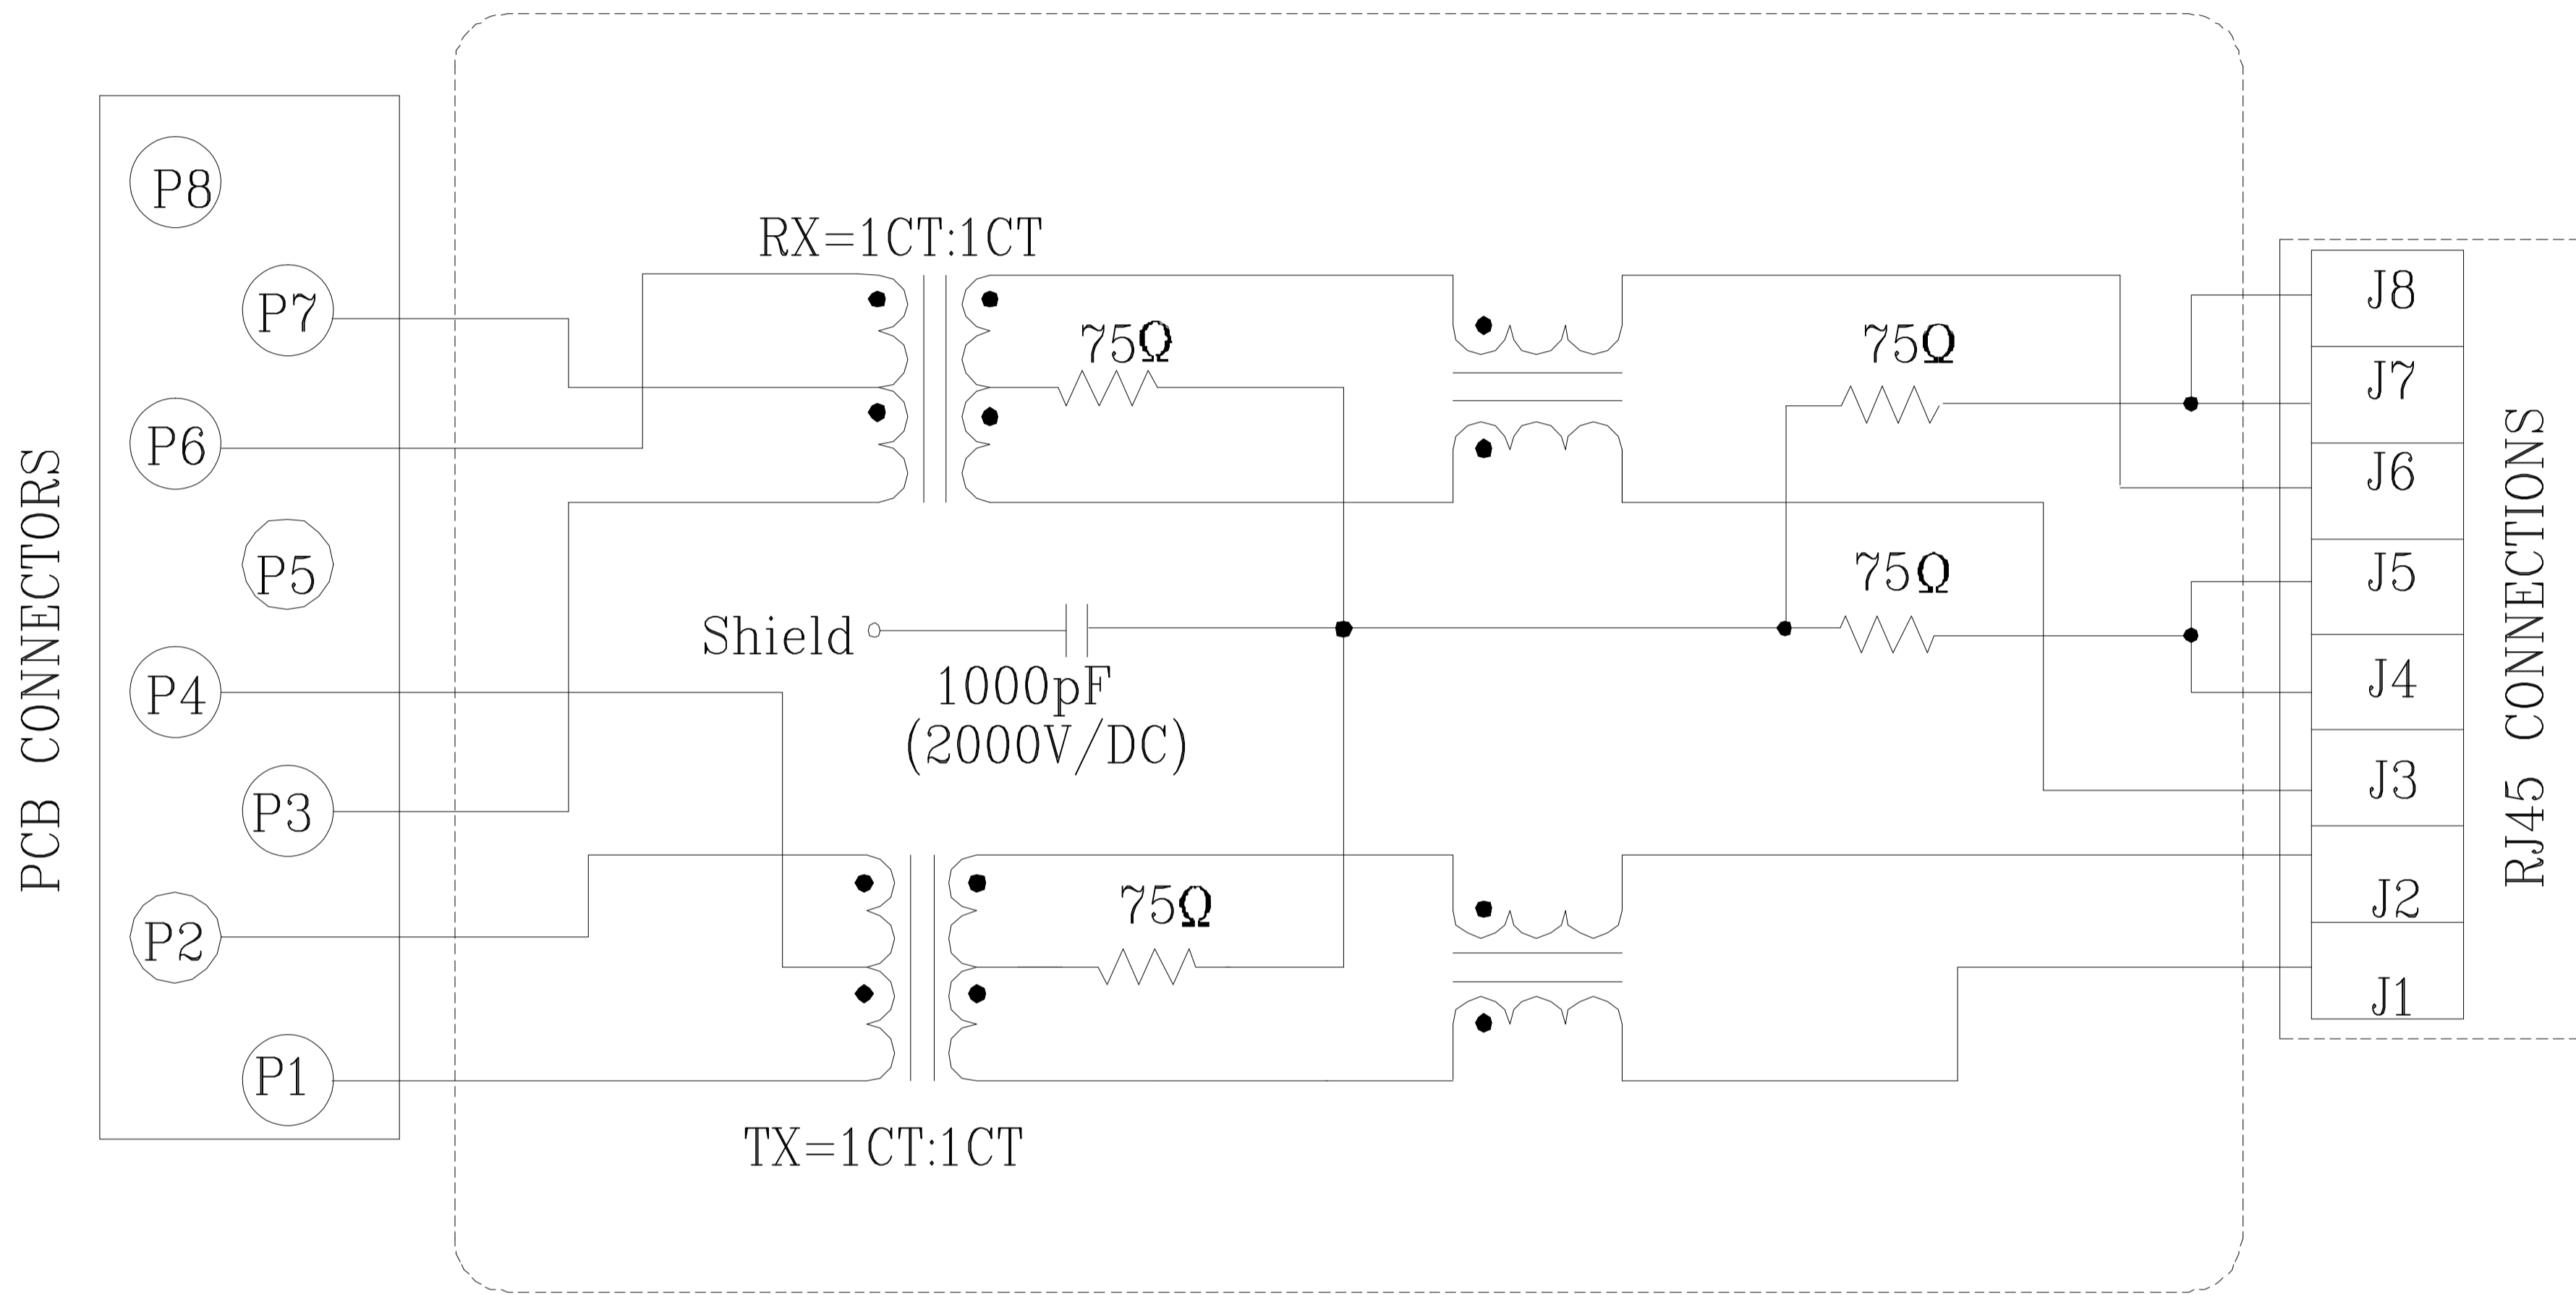 PCB CONNECTORS
P8
P7
P6
P5
P4
P3
P2
P1
RX=1CT:1CT
75Ω
75Ω
75Ω
Shield
1000pF
(2000V/DC)
75Ω
TX=1CT:1CT
J8
J7
J6
J5
J4
J3
J2
J1
RJ45 CONNECTIONS